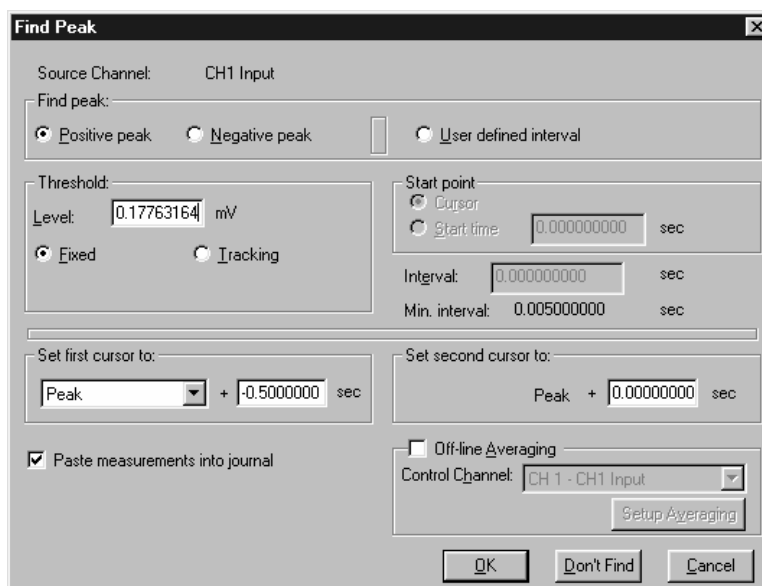 Find Peak
Source Channel: CH1 Input
Find peak:
Positive peak Negative peak User defined interval
Threshold:
Level: 0.17763164 mV
Fixed Tracking
Start point
Cursor
Start time 0.000000000 sec
Interval: 0.000000000 sec
Min. interval: 0.005000000 sec
Set first cursor to:
Peak + -0.5000000 sec
Set second cursor to:
Peak + 0.00000000 sec
Paste measurements into journal
Off-line Averaging
Control Channel: CH 1 - CH1 Input
Setup Averaging
OK Don't Find Cancel